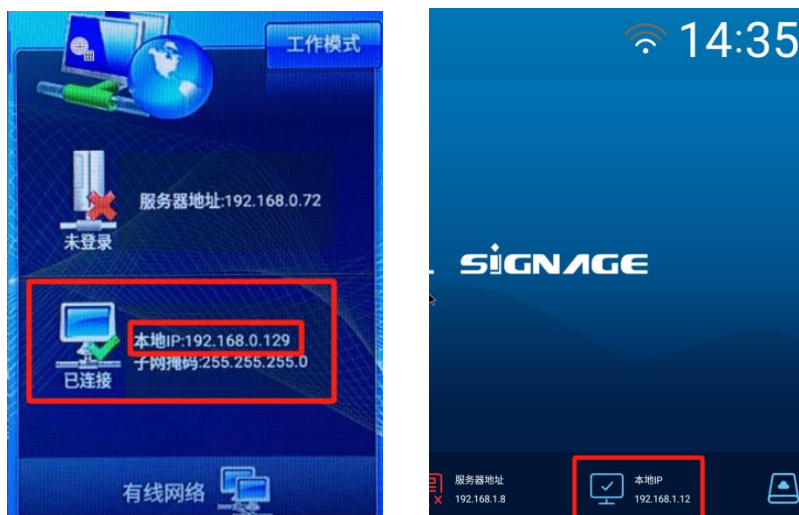 工作模式
服务器地址:192.168.0.72
未登录
本地IP:192.168.0.129
子网掩码:255.255.255.0
已连接
有线网络
14:35
SIGNAGE
服务器地址
192.168.1.8
本地IP
192.168.1.12